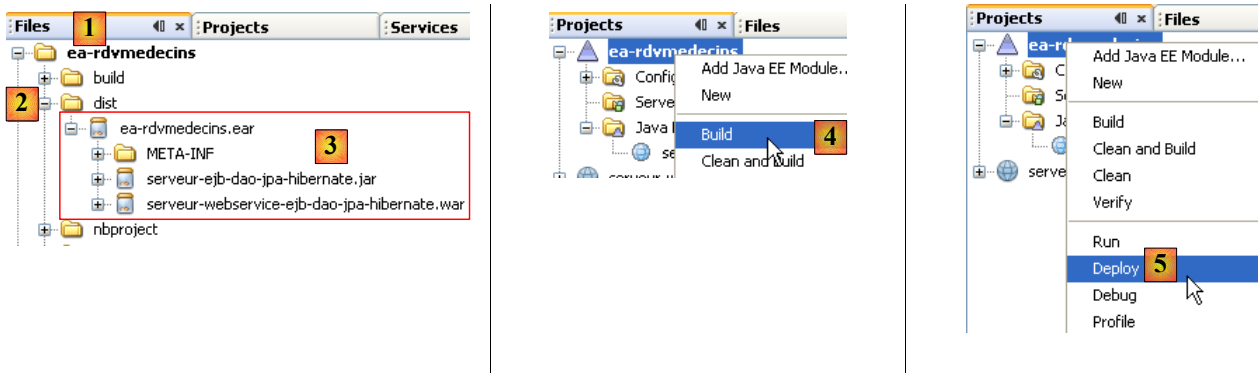 Files
1
Projects
Services
ea-rdvmedecins
build
2
dist
ea-rdvmedecins.ear
3
META-INF
serveur-ejb-dao-jpa-hibernate.jar
serveur-webservice-ejb-dao-jpa-hibernate.war
nbproject
Projects
Files
ea-rdvmedecins
Config
Serve
Java
se
Add Java EE Module..
New
Build
4
Clean and Build
Projects
Files
ea-r
Add Java EE Module...
New
Build
Clean and Build
Clean
Verify
serve
Run
Deploy
5
Debug
Profile